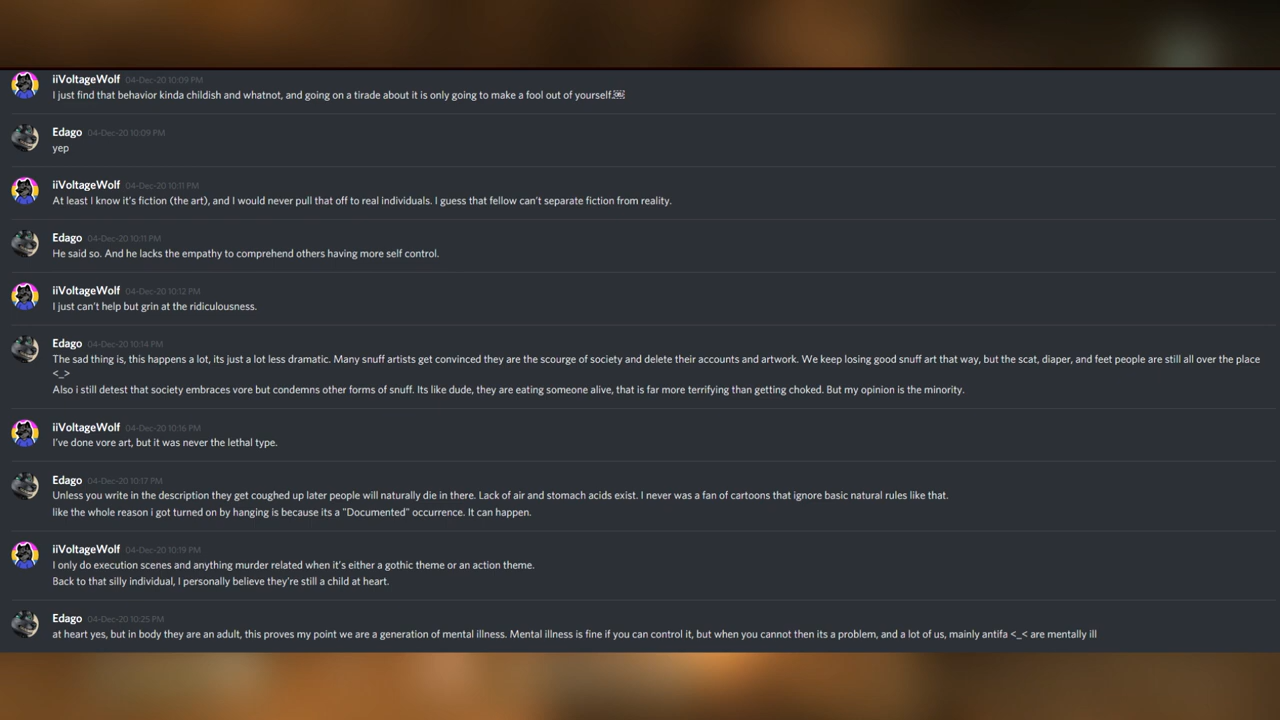 iiVoltageWolf 04-Dec-20 10:09 PM
I just find that behavior kinda childish and whatnot, and going on a tirade about it is only going to make a fool out of yourself.
Edago 04-Dec-20 10:09 PM
yep
iiVoltageWolf 04-Dec-20 10:11 PM
At least I know it's fiction (the art), and I would never pull that off to real individuals. I guess that fellow can't separate fiction from reality.
Edago 04-Dec-20 10:11 PM
He said so. And he lacks the empathy to comprehend others having more self control.
iiVoltageWolf 04-Dec-20 10:12 PM
I just can't help but grin at the ridiculousness.
Edago 04-Dec-20 10:14 PM
The sad thing is, this happens a lot, its just a lot less dramatic. Many snuff artists get convinced they are the scourge of society and delete their accounts and artwork. We keep losing good snuff art that way, but the scat, diaper, and feet people are still all over the place
<_>
Also i still detest that society embraces vore but condemns other forms of snuff. Its like dude, they are eating someone alive, that is far more terrifying than getting choked. But my opinion is the minority.
iiVoltageWolf 04-Dec-20 10:16 PM
I've done vore art, but it was never the lethal type.
Edago 04-Dec-20 10:17 PM
Unless you write in the description they get coughed up later people will naturally die in there. Lack of air and stomach acids exist. I never was a fan of cartoons that ignore basic natural rules like that.
like the whole reason i got turned on by hanging is because its a "Documented" occurrence. It can happen.
iiVoltageWolf 04-Dec-20 10:19 PM
I only do execution scenes and anything murder related when it's either a gothic theme or an action theme.
Back to that silly individual, I personally believe they're still a child at heart.
Edago 04-Dec-20 10:25 PM
at heart yes, but in body they are an adult, this proves my point we are a generation of mental illness. Mental illness is fine if you can control it, but when you cannot then its a problem, and a lot of us, mainly antifa <_< are mentally ill